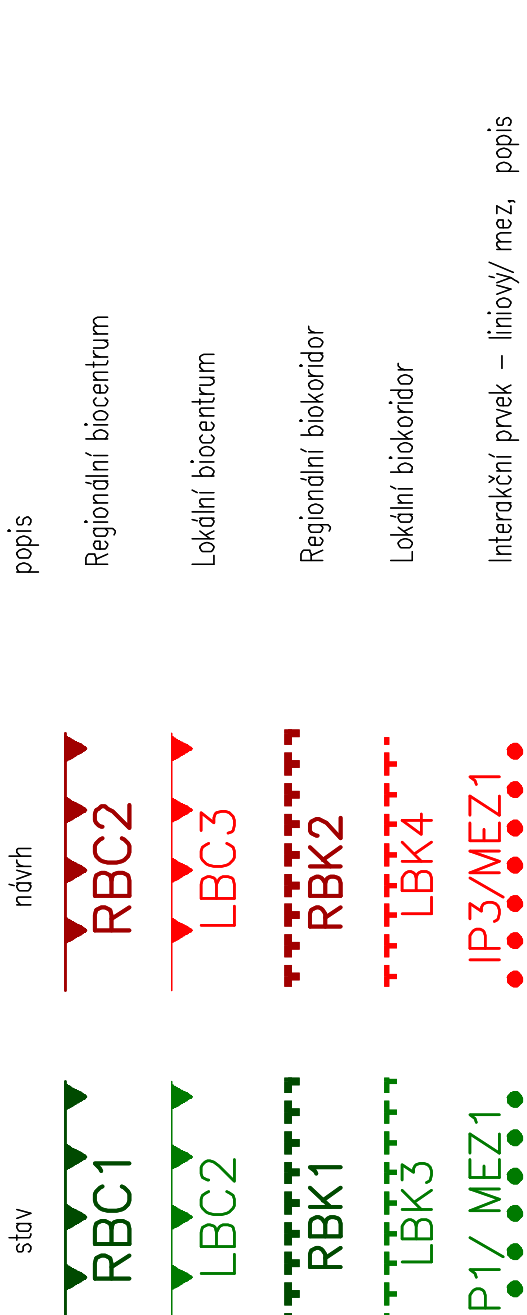 stav návrh popis
RBC1 RBC2 Regionální biocentrum
LBC2 LBC3 Lokální biocentrum
RBK1 RBK2 Regionální biokoridor
LBK3 LBK4 Lokální biokoridor
P1/ MEZ1 IP3/MEZ1 Interakční prvek – liniový/ mez, popis